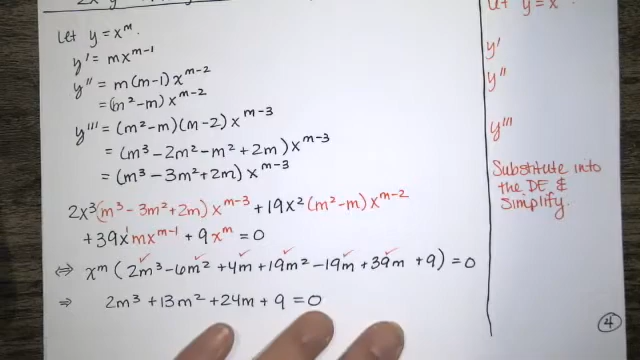 Let y = x
Let y = x^m.
y' = mx^(m-1)
y'
y'' = m(m-1)x^(m-2)
y''
= (m² - m)x^(m-2)
y''' = (m² - m)(m-2)x^(m-3)
y'''
= (m³ - 2m² - m² + 2m)x^(m-3)
= (m³ - 3m² + 2m)x^(m-3)
Substitute into
the DE &
Simplify.
2x³(m³ - 3m² + 2m)x^(m-3) + 19x²(m² - m)x^(m-2)
+ 39x¹mx^(m-1) + 9x^m = 0
⇔ x^m (2m³ - 6m² + 4m + 19m² - 19m + 39m + 9) = 0
⇒ 2m³ + 13m² + 24m + 9 = 0
4